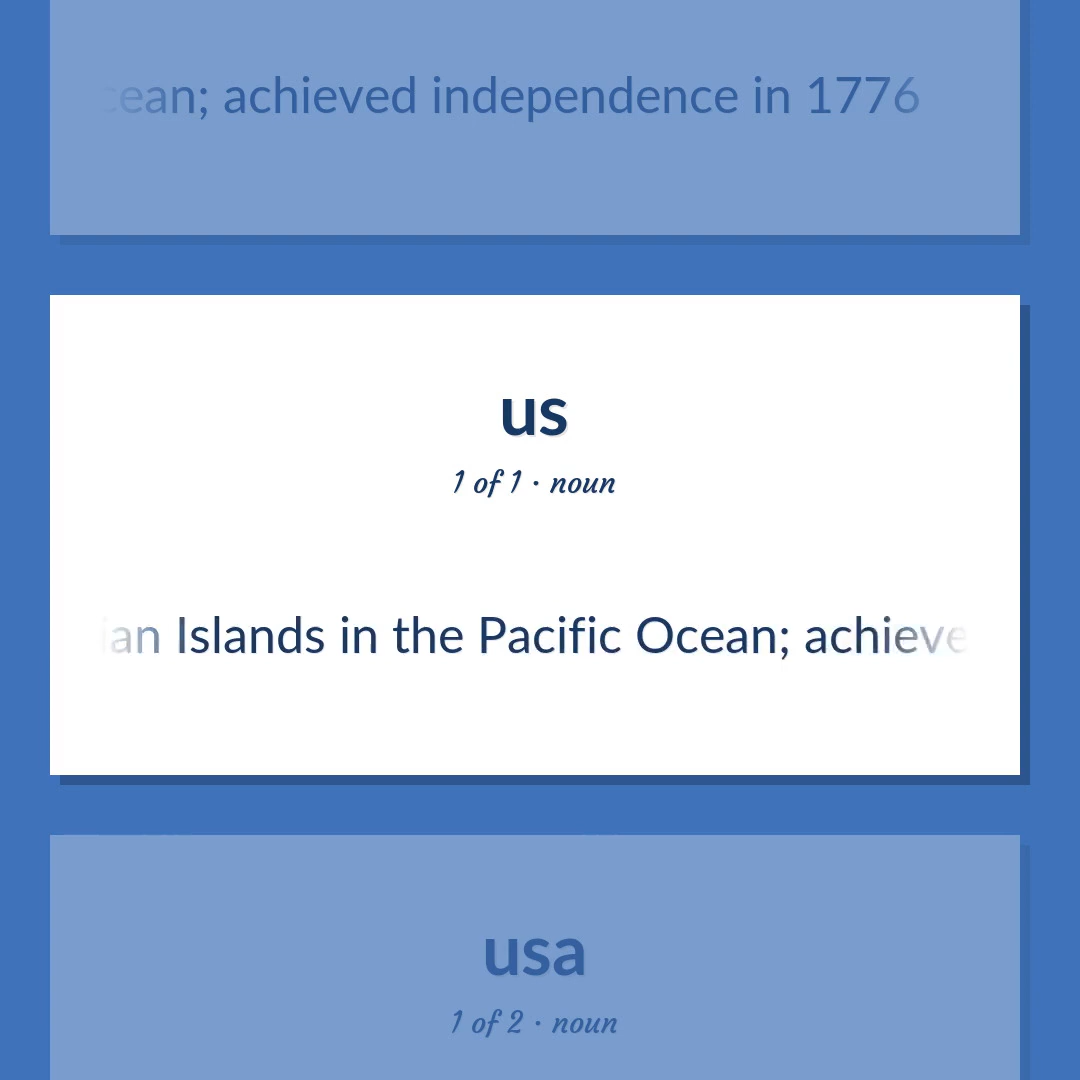 ean; achieved independence in 1776
us
1 of 1 · noun
ian Islands in the Pacific Ocean; achieve
usa
1 of 2 · noun